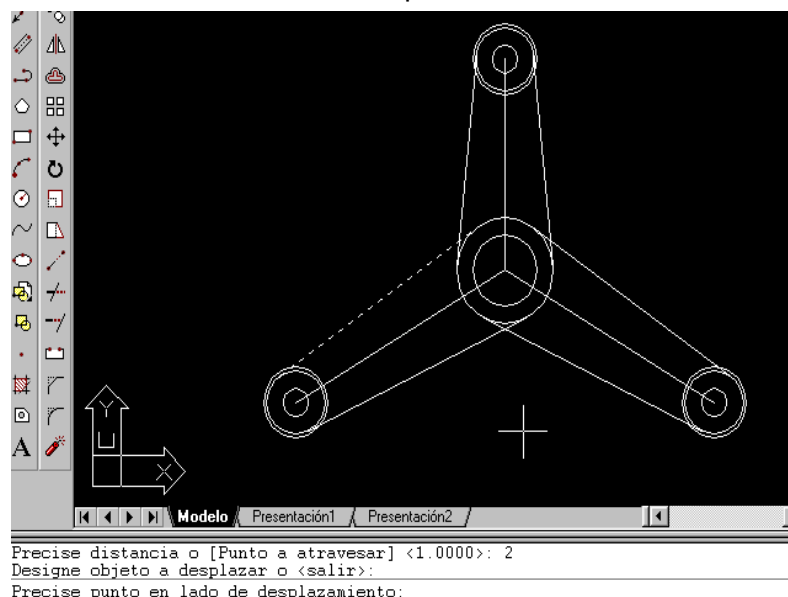 Y
X
A
Modelo Presentación1 Presentación2
Precise distancia o [Punto a atravesar] <1.0000>: 2
Designe objeto a desplazar o <salir>:
Precise punto en lado de desplazamiento: